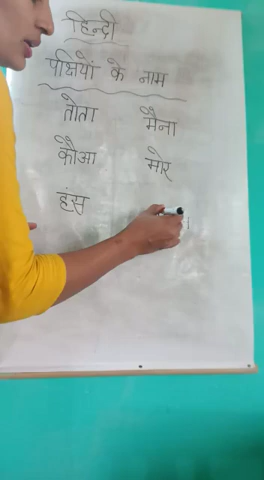 हिन्दी
पक्षियों के नाम
तोता मैना
कौआ मोर
हंस